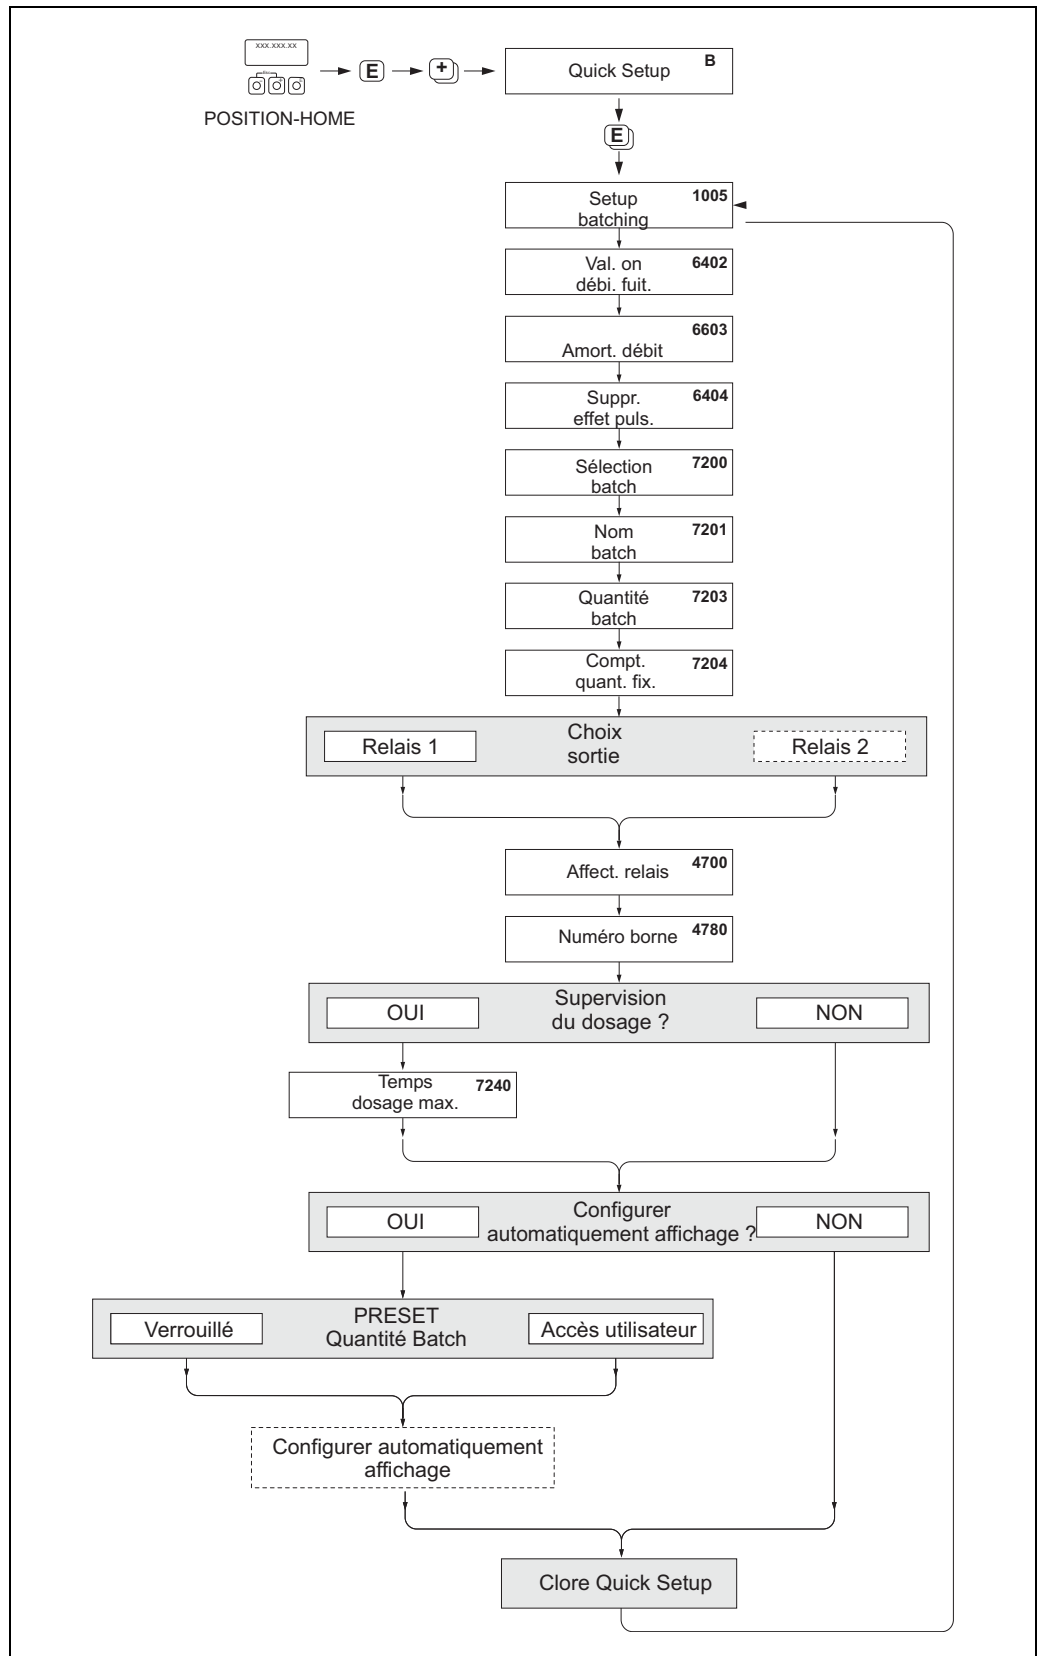 xxx.xxx.xx
Esc
E
+
Quick Setup
B
POSITION-HOME
E
Setup
batching
1005
Val. on
débi. fuit.
6402
Amort. débit
6603
Suppr.
effet puls.
6404
Sélection
batch
7200
Nom
batch
7201
Quantité
batch
7203
Compt.
quant. fix.
7204
Relais 1
Choix
sortie
Relais 2
Affect. relais
4700
Numéro borne
4780
OUI
Supervision
du dosage ?
NON
Temps
dosage max.
7240
OUI
Configurer
automatiquement affichage ?
NON
Verrouillé
PRESET
Quantité Batch
Accès utilisateur
Configurer automatiquement
affichage
Clore Quick Setup